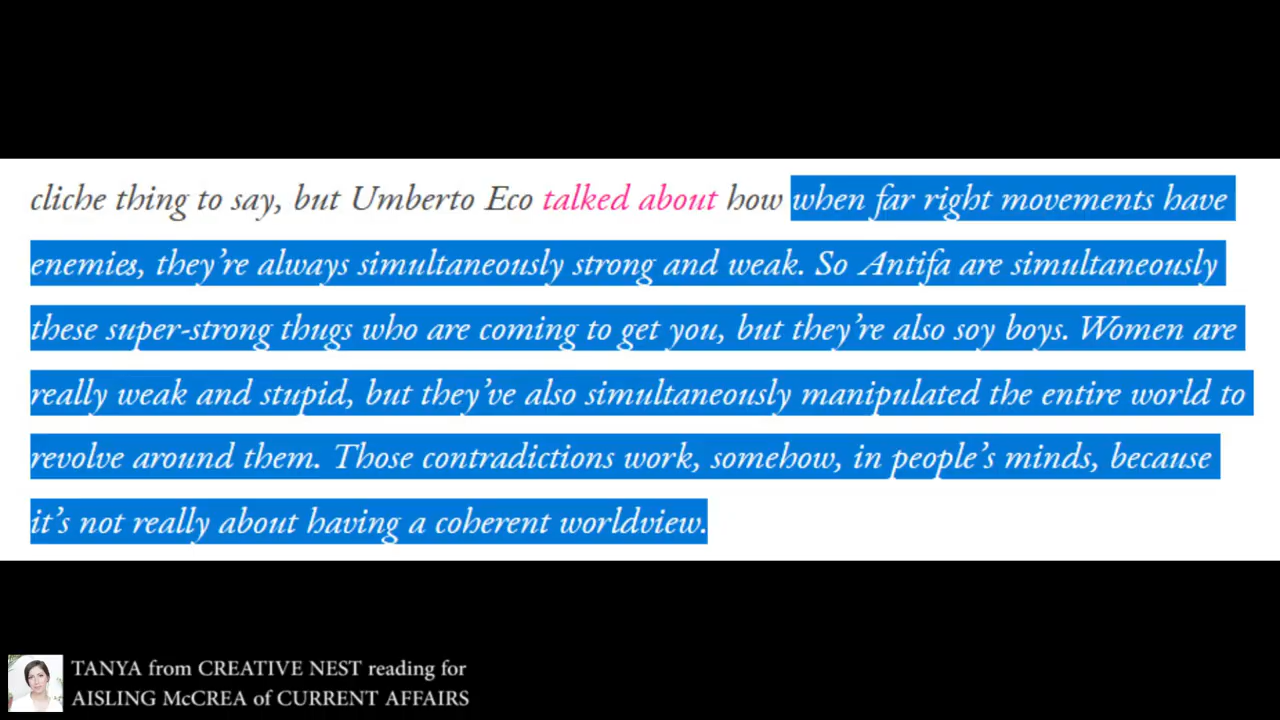 cliche thing to say, but Umberto Eco talked about how when far right movements have
enemies, they’re always simultaneously strong and weak. So Antifa are simultaneously
these super-strong thugs who are coming to get you, but they’re also soy boys. Women are
really weak and stupid, but they’ve also simultaneously manipulated the entire world to
revolve around them. Those contradictions work, somehow, in people’s minds, because
it’s not really about having a coherent worldview.
TANYA from CREATIVE NEST reading for
AISLING McCREA of CURRENT AFFAIRS